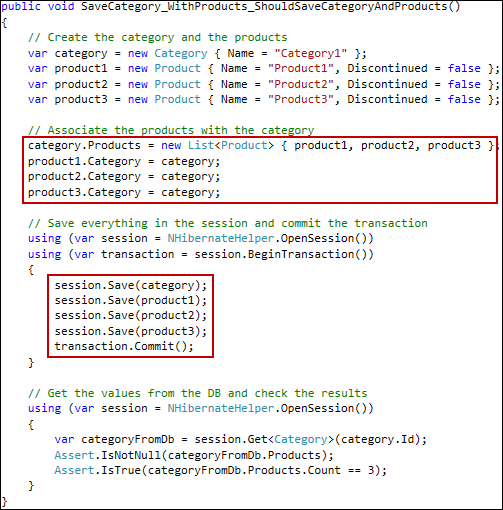 public void SaveCategory_WithProducts_ShouldSaveCategoryAndProducts()
{
// Create the category and the products
var category = new Category { Name = "Category1" };
var product1 = new Product { Name = "Product1", Discontinued = false };
var product2 = new Product { Name = "Product2", Discontinued = false };
var product3 = new Product { Name = "Product3", Discontinued = false };
// Associate the products with the category
category.Products = new List<Product> { product1, product2, product3 };
product1.Category = category;
product2.Category = category;
product3.Category = category;
// Save everything in the session and commit the transaction
using (var session = NHibernateHelper.OpenSession())
using (var transaction = session.BeginTransaction())
{
session.Save(category);
session.Save(product1);
session.Save(product2);
session.Save(product3);
transaction.Commit();
}
// Get the values from the DB and check the results
using (var session = NHibernateHelper.OpenSession())
{
var categoryFromDb = session.Get<Category>(category.Id);
Assert.IsNotNull(categoryFromDb.Products);
Assert.IsTrue(categoryFromDb.Products.Count == 3);
}
}